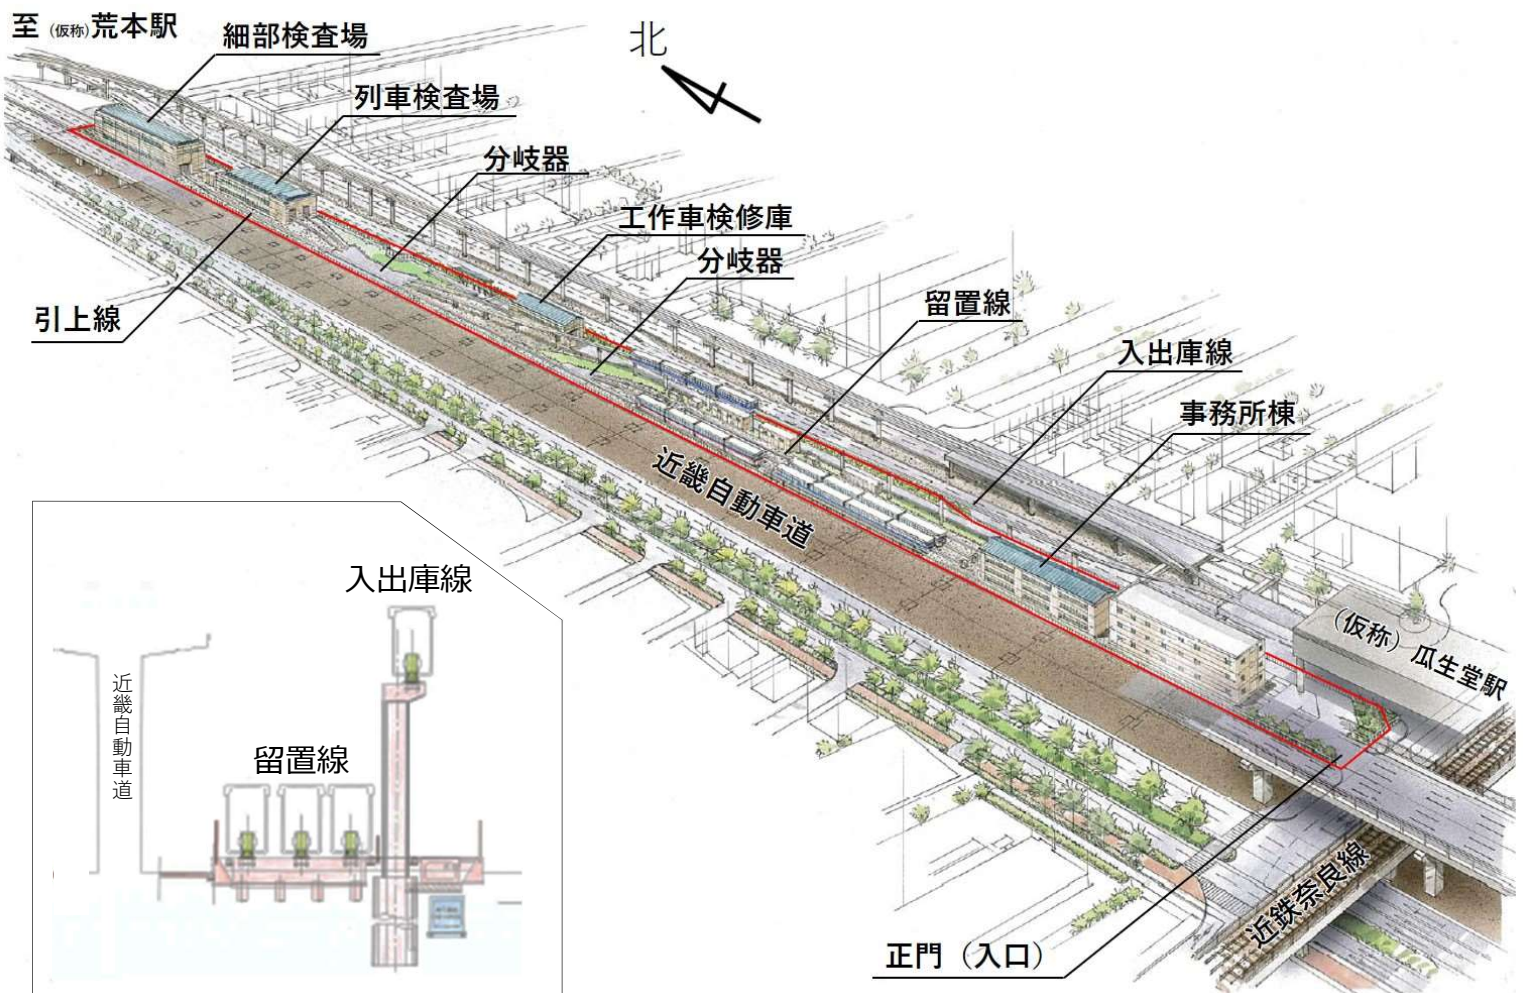 至(仮称)荒本駅
細部検査場
北
列車検査場
分岐器
工作車検修庫
分岐器
留置線
引上線
入出庫線
事務所棟
近畿自動車道
(仮称)瓜生堂駅
入出庫線
近畿自動車道
留置線
近鉄奈良線
正門（入口）